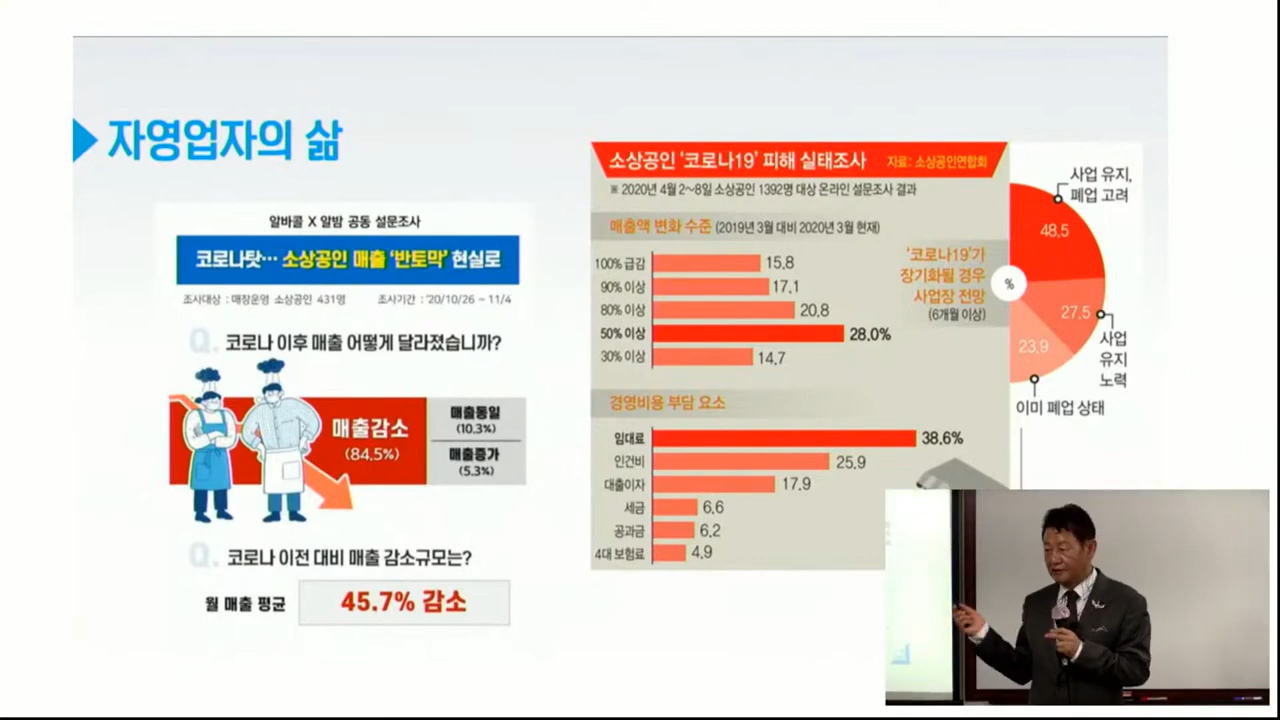 자영업자의 삶
알바콜 X 알밤 공동 설문조사
코로나탓… 소상공인 매출 '반토막' 현실로
조사대상 : 매장운영 소상공인 431명 조사기간 : '20/10/26 ~ 11/4
Q. 코로나 이후 매출 어떻게 달라졌습니까?
매출감소
(84.5%)
매출동일
(10.3%)
매출증가
(5.3%)
Q. 코로나 이전 대비 매출 감소규모는?
월 매출 평균 45.7% 감소
소상공인 '코로나19' 피해 실태조사 자료: 소상공인연합회
※ 2020년 4월 2~8일 소상공인 1392명 대상 온라인 설문조사 결과
매출액 변화 수준 (2019년 3월 대비 2020년 3월 현재)
100% 급감 15.8
90% 이상 17.1
80% 이상 20.8
50% 이상 28.0%
30% 이상 14.7
경영비용 부담 요소
임대료 38.6%
인건비 25.9
대출이자 17.9
세금 6.6
공과금 6.2
4대 보험료 4.9
'코로나19'가
장기화될 경우
사업장 전망
(6개월 이상)
%
사업 유지,
폐업 고려
48.5
27.5
사업
유지
노력
23.9
이미 폐업 상태